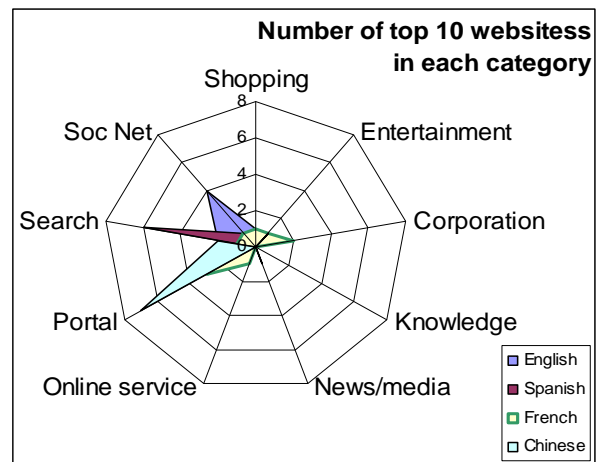 Number of top 10 websitess
in each category
Shopping
8
Soc Net
Entertainment
6
4
Search
Corporation
2
0
Portal
Knowledge
Online service
News/media
English
Spanish
French
Chinese